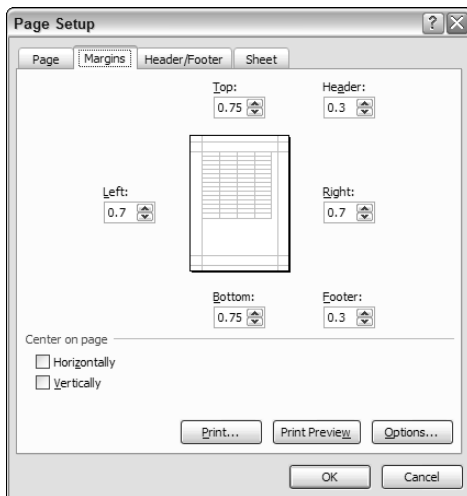 Page Setup
Page Margins Header/Footer Sheet
Top: Header:
0.75 0.3
Left: Right:
0.7 0.7
Bottom: Footer:
0.75 0.3
Center on page
Horizontally
Vertically
Print... Print Preview Options...
OK Cancel